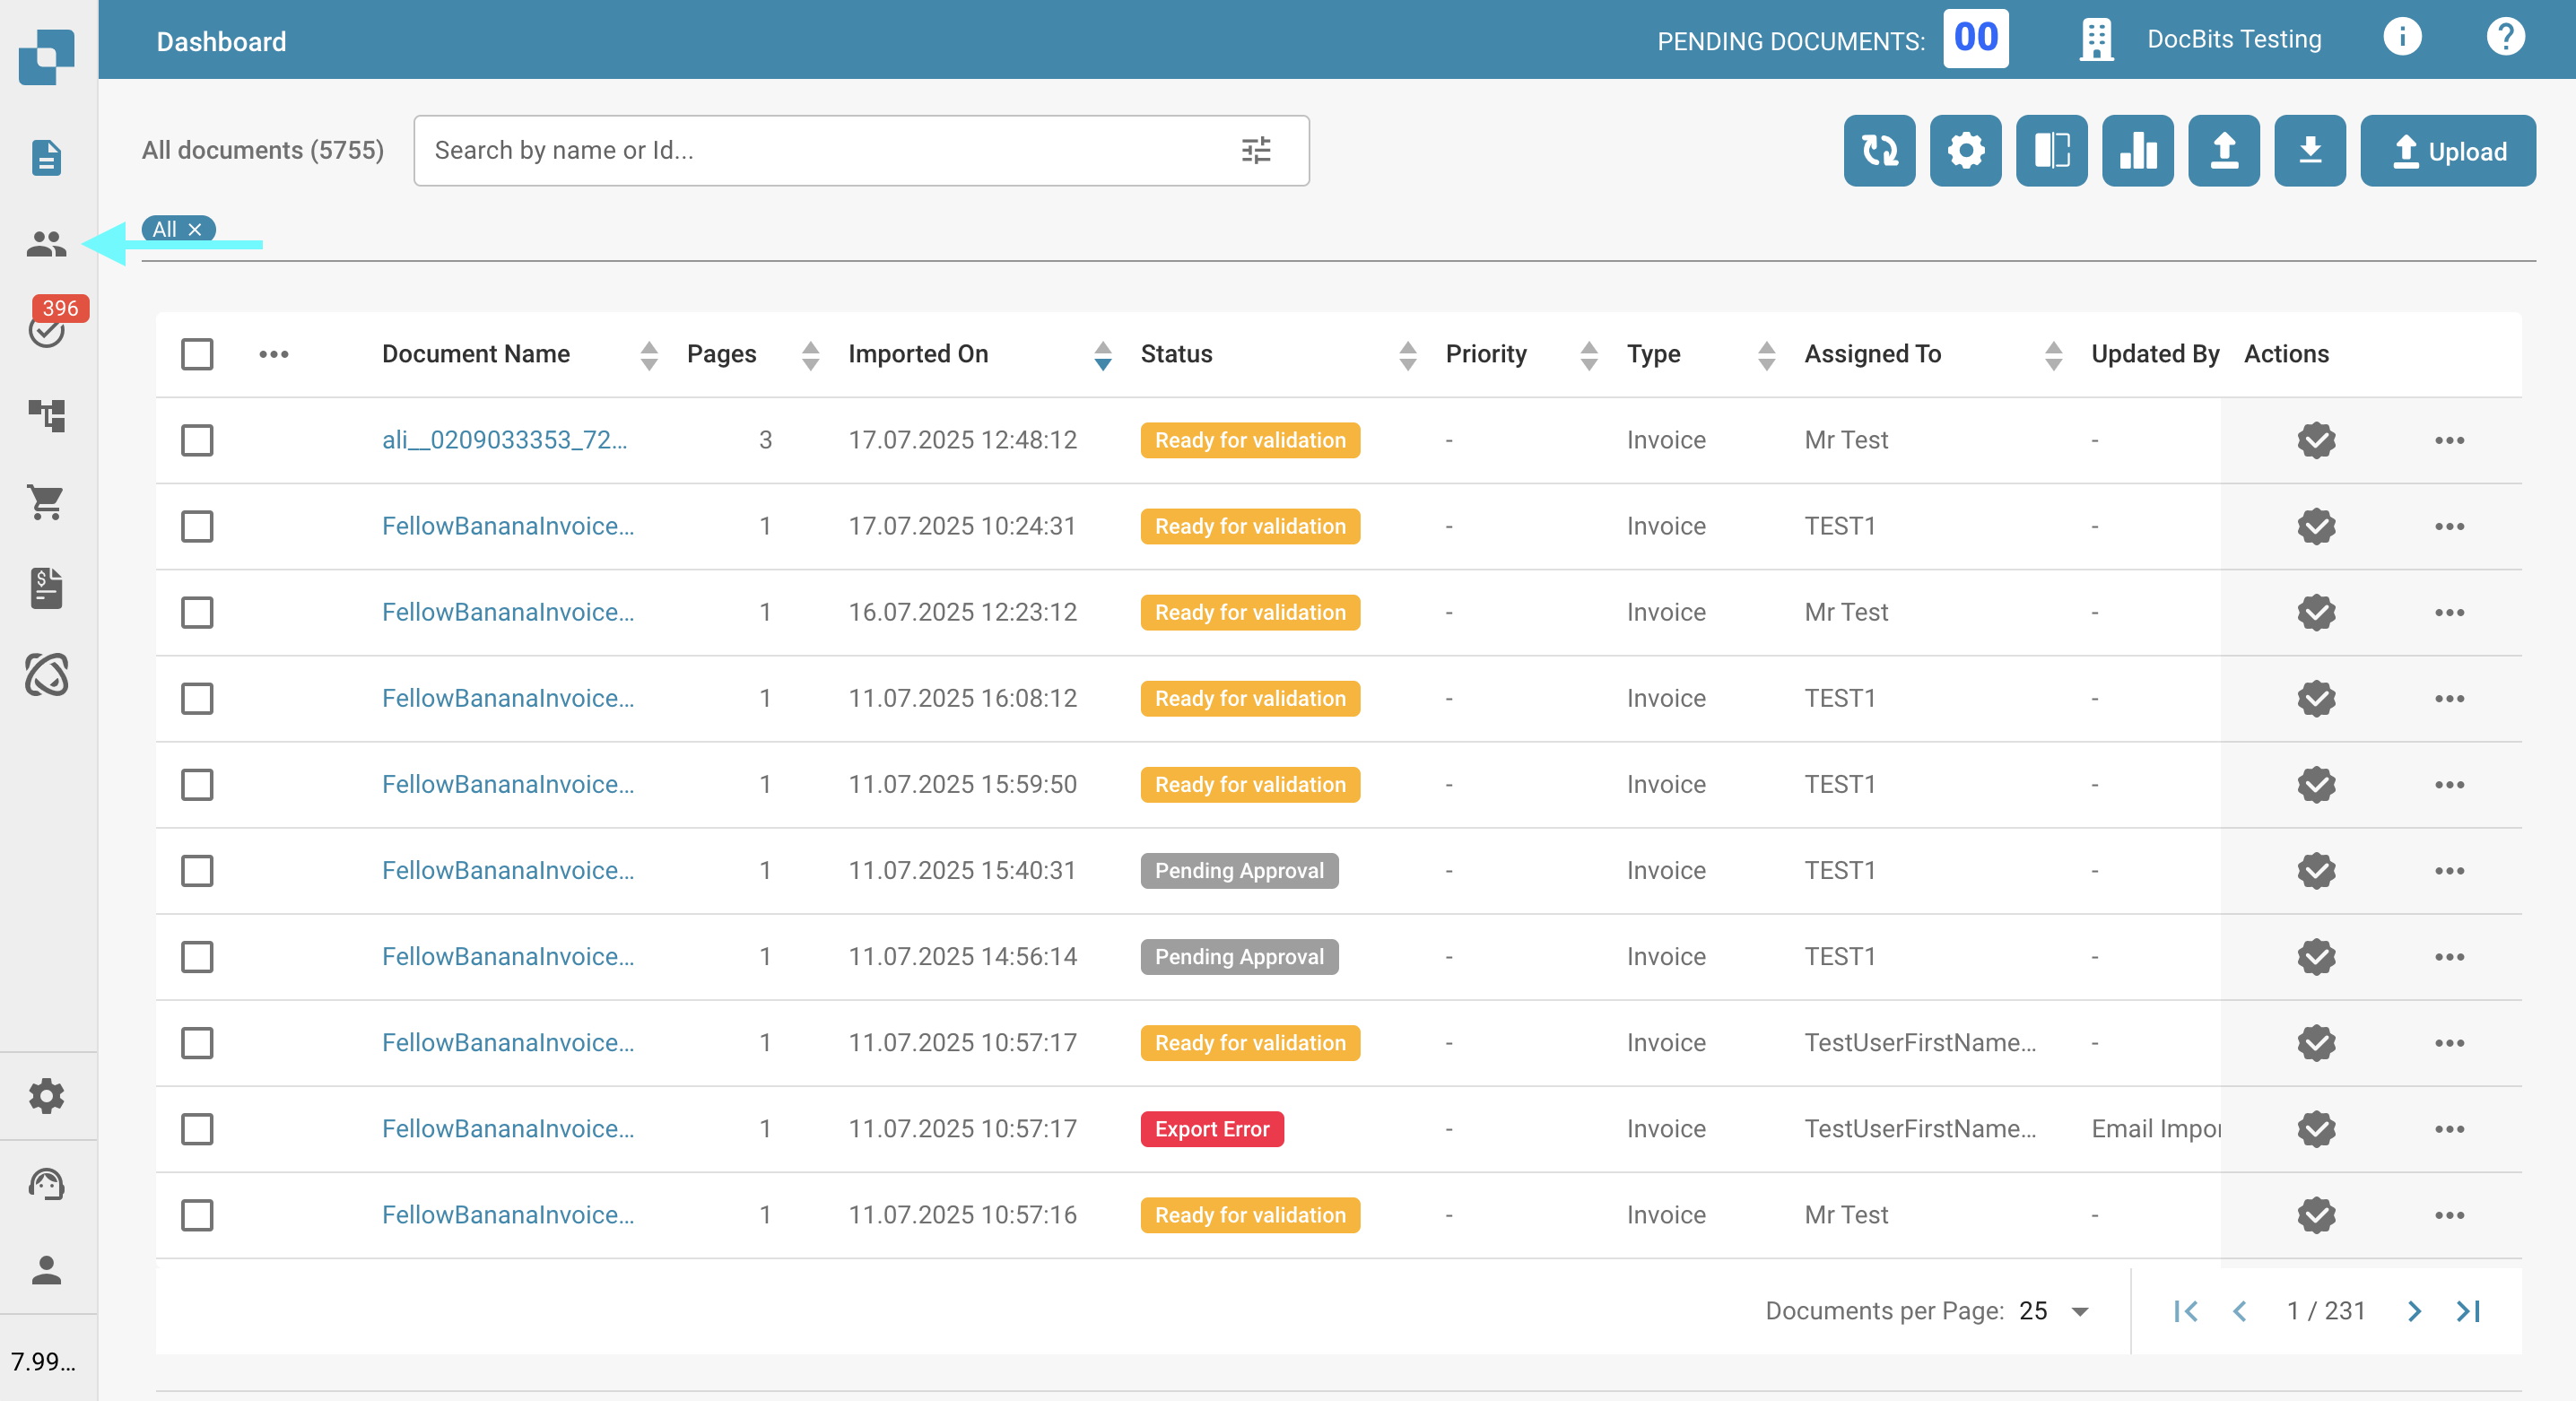 Dashboard
PENDING DOCUMENTS: 00
DocBits Testing
All documents (5755)
Search by name or Id...
Upload
All
396
Document Name Pages Imported On Status Priority Type Assigned To Updated By Actions
ali__0209033353_72... 3 17.07.2025 12:48:12 Ready for validation - Invoice Mr Test -
FellowBananaInvoice... 1 17.07.2025 10:24:31 Ready for validation - Invoice TEST1 -
FellowBananaInvoice... 1 16.07.2025 12:23:12 Ready for validation - Invoice Mr Test -
FellowBananaInvoice... 1 11.07.2025 16:08:12 Ready for validation - Invoice TEST1 -
FellowBananaInvoice... 1 11.07.2025 15:59:50 Ready for validation - Invoice TEST1 -
FellowBananaInvoice... 1 11.07.2025 15:40:31 Pending Approval - Invoice TEST1 -
FellowBananaInvoice... 1 11.07.2025 14:56:14 Pending Approval - Invoice TEST1 -
FellowBananaInvoice... 1 11.07.2025 10:57:17 Ready for validation - Invoice TestUserFirstName... -
FellowBananaInvoice... 1 11.07.2025 10:57:17 Export Error - Invoice TestUserFirstName... Email Impor
FellowBananaInvoice... 1 11.07.2025 10:57:16 Ready for validation - Invoice Mr Test -
Documents per Page: 25 1 / 231
7.99...